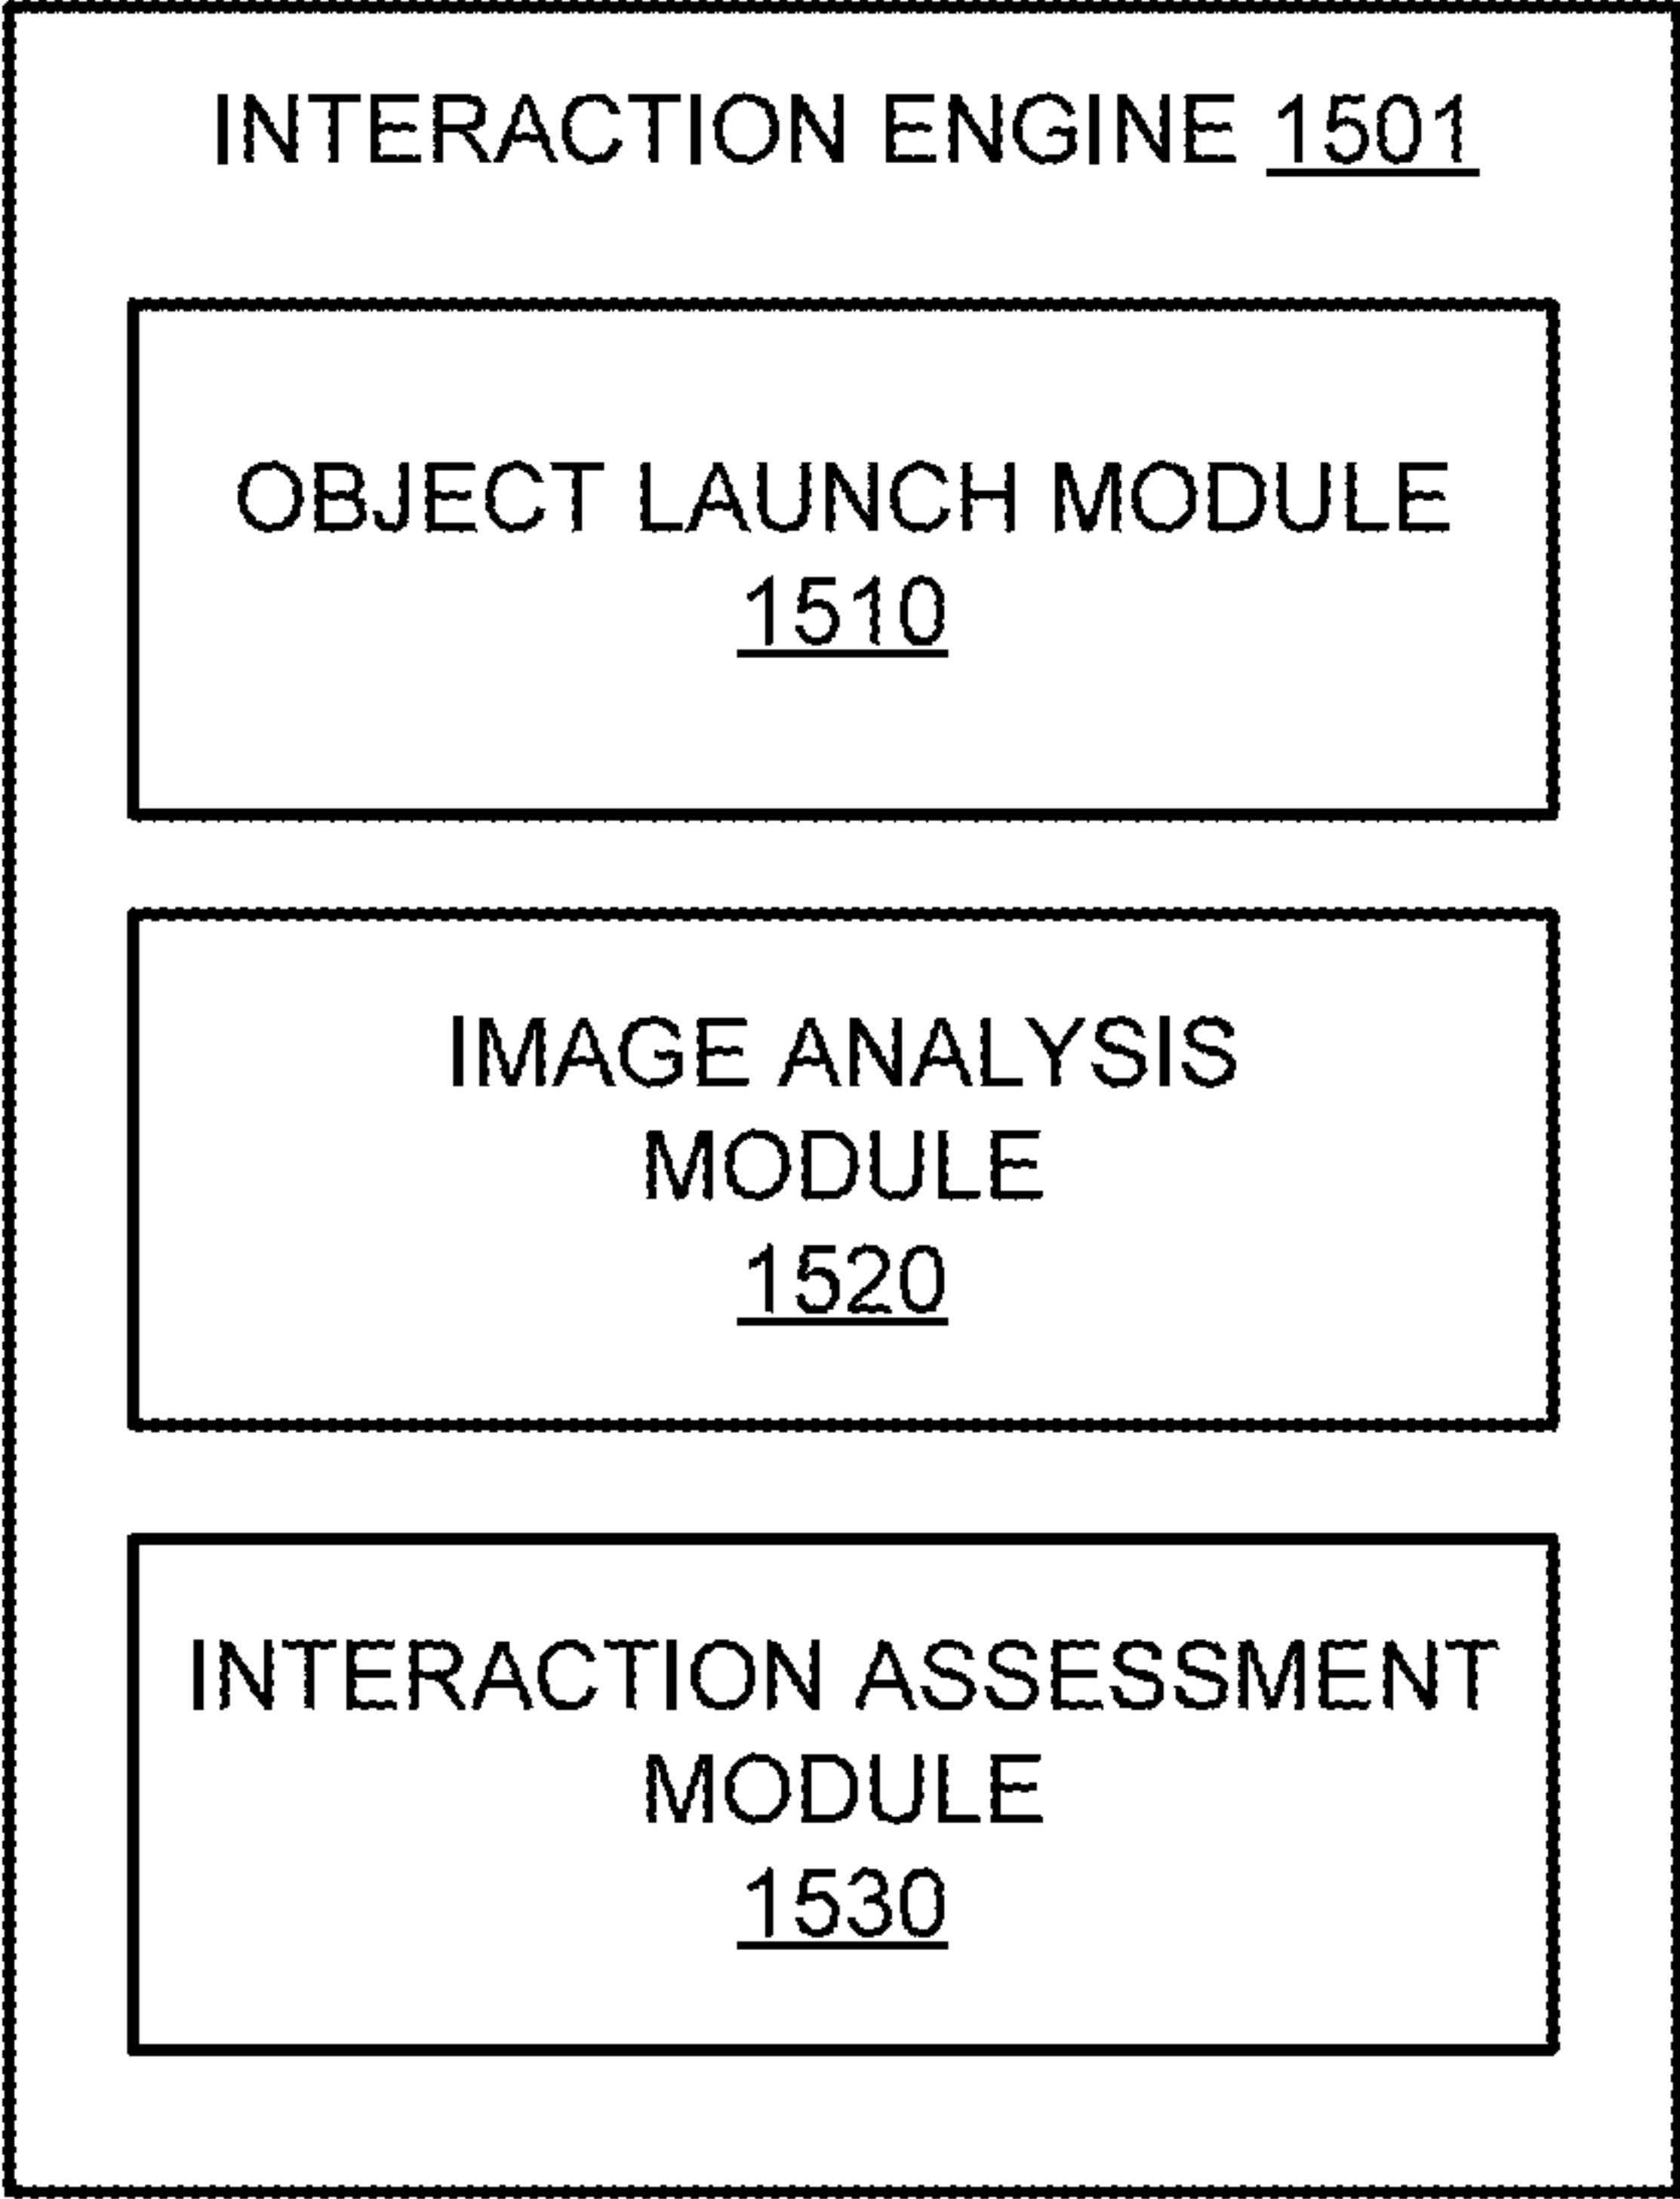 INTERACTION ENGINE 1501
OBJECT LAUNCH MODULE
1510
IMAGE ANALYSIS
MODULE
1520
INTERACTION ASSESSMENT
MODULE
1530